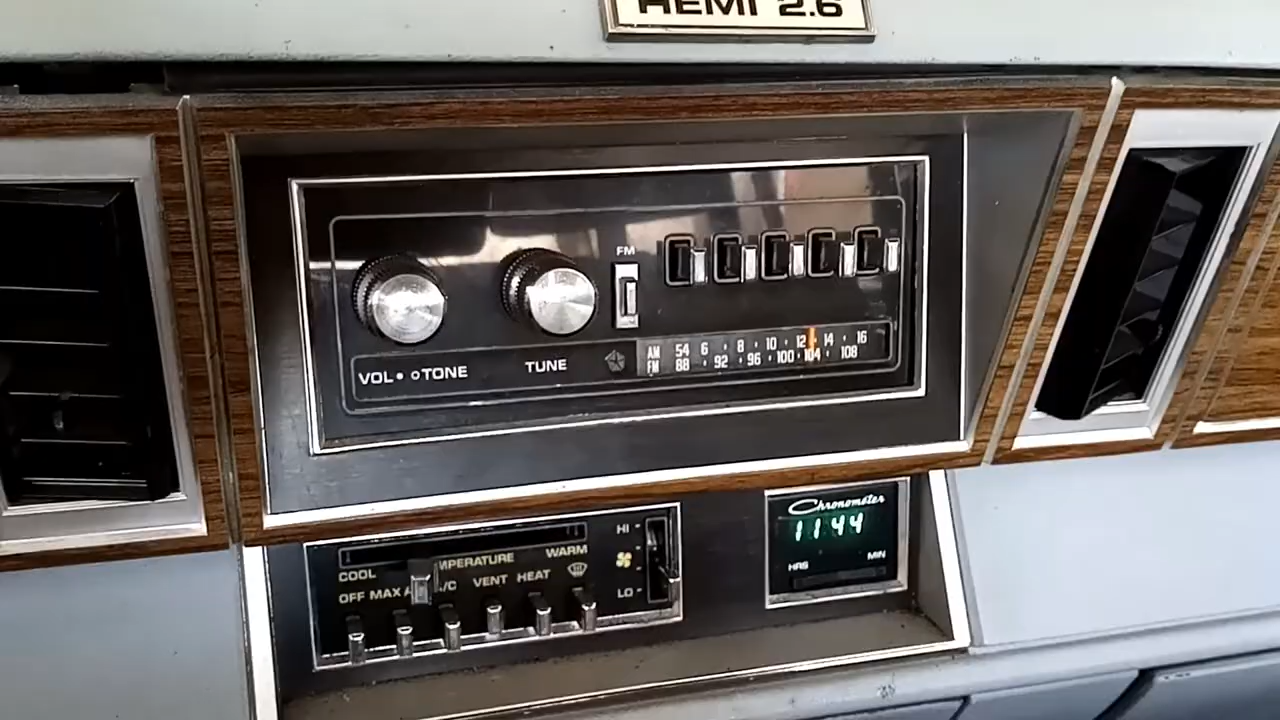 HEMI 2.6
FM
VOL TONE
TUNE
AM 54 6 8 10 12 14 16
FM 88 92 96 100 104 108
HI
LO
COOL MPERATURE WARM
OFF MAX A /C VENT HEAT
Chronometer
11:44
HRS MIN